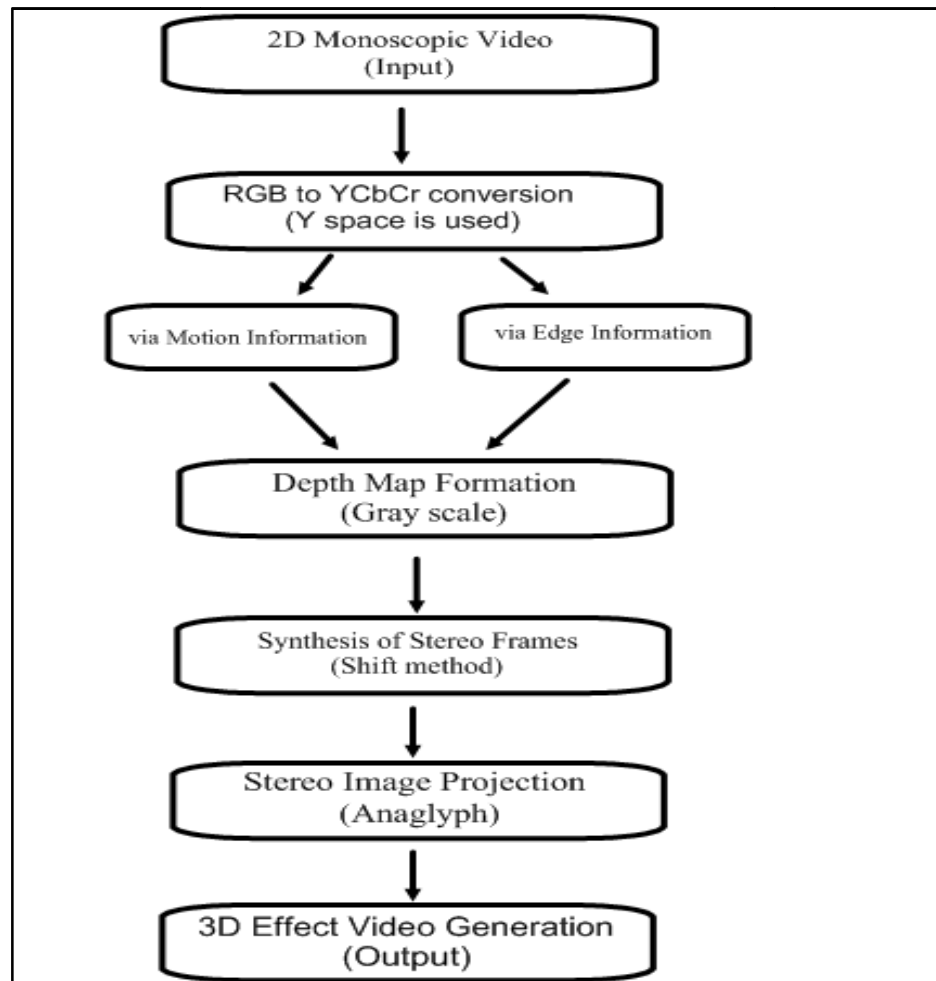 2D Monoscopic Video
(Input)
RGB to YCbCr conversion
(Y space is used)
via Motion Information
via Edge Information
Depth Map Formation
(Gray scale)
Synthesis of Stereo Frames
(Shift method)
Stereo Image Projection
(Anaglyph)
3D Effect Video Generation
(Output)